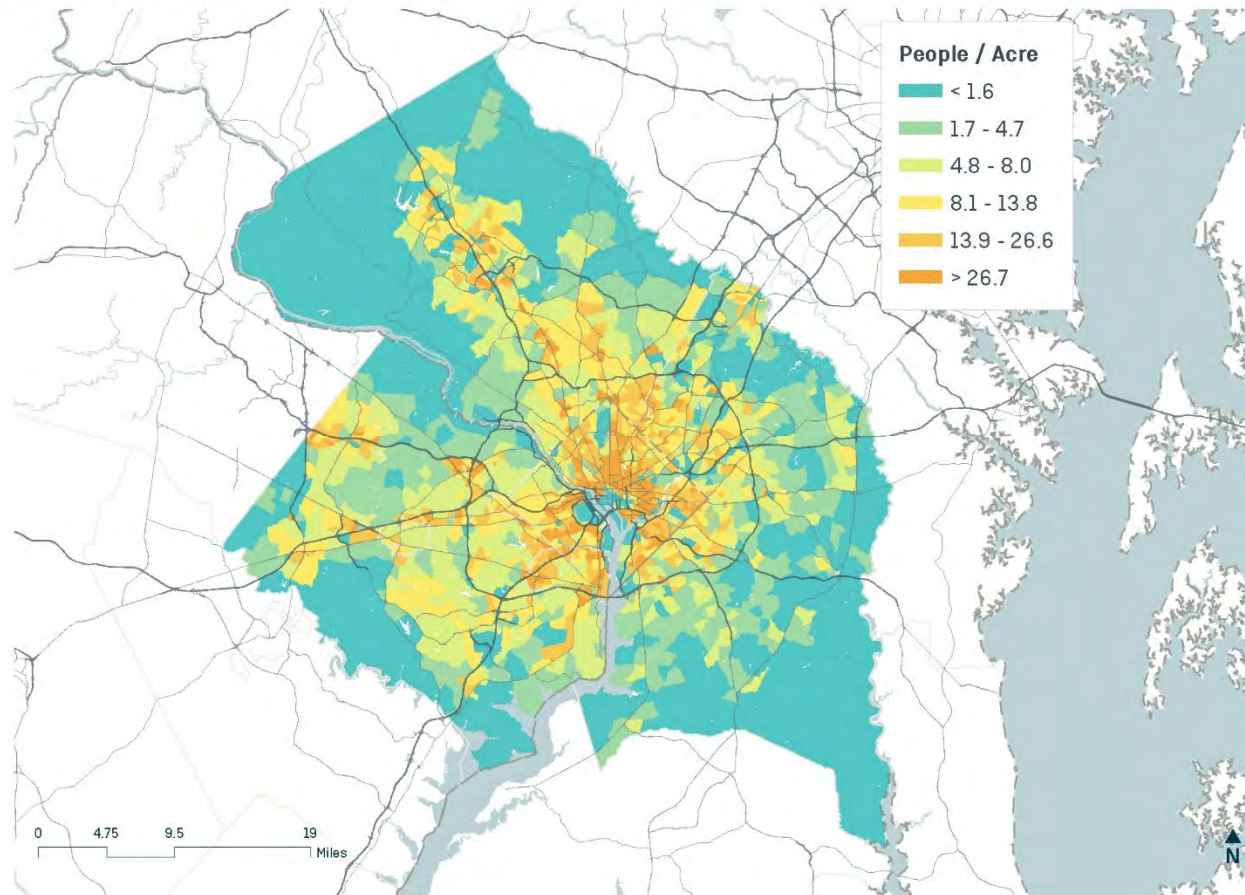 People / Acre
< 1.6
1.7 - 4.7
4.8 - 8.0
8.1 - 13.8
13.9 - 26.6
> 26.7
0 4.75 9.5 19
Miles
N